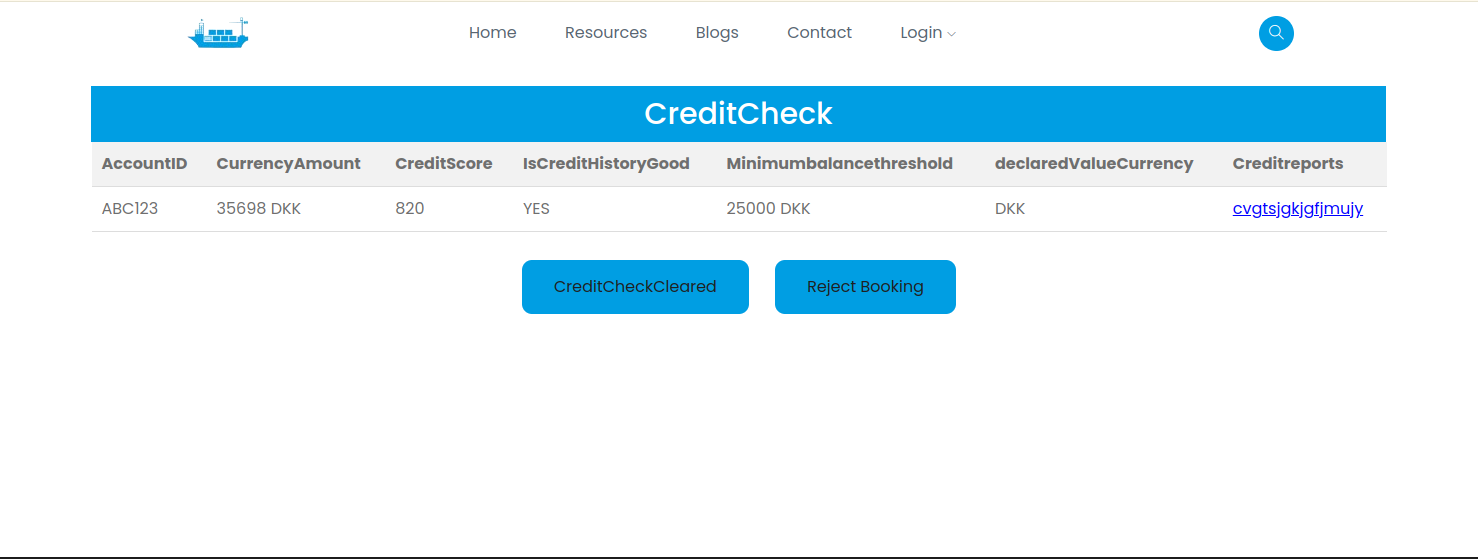 Home Resources Blogs Contact Login
CreditCheck
AccountID CurrencyAmount CreditScore IsCreditHistoryGood Minimumbalancethreshold declaredValueCurrency Creditreports
ABC123 35698 DKK 820 YES 25000 DKK DKK cvgtsjgkjgfjmujy
CreditCheckCleared Reject Booking